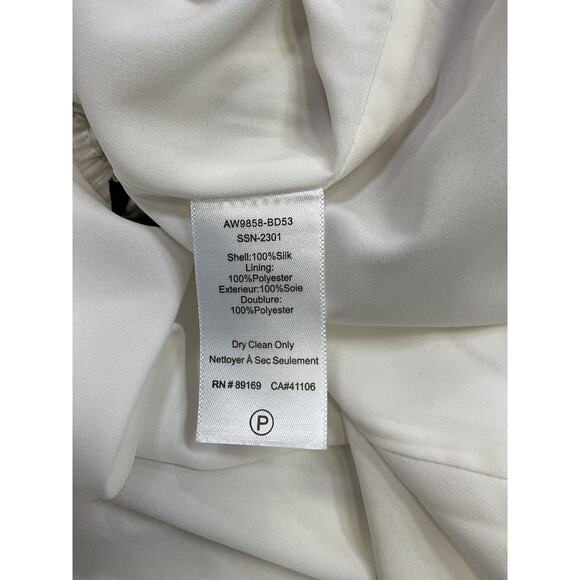 AW9858-BD53
SSN-2301
Shell:100%Silk
Lining:
100%Polyester
Exterieur:100%Soie
Doublure:
100%Polyester
Dry Clean Only
Nettoyer À Sec Seulement
RN # 89169 CA#41106
P